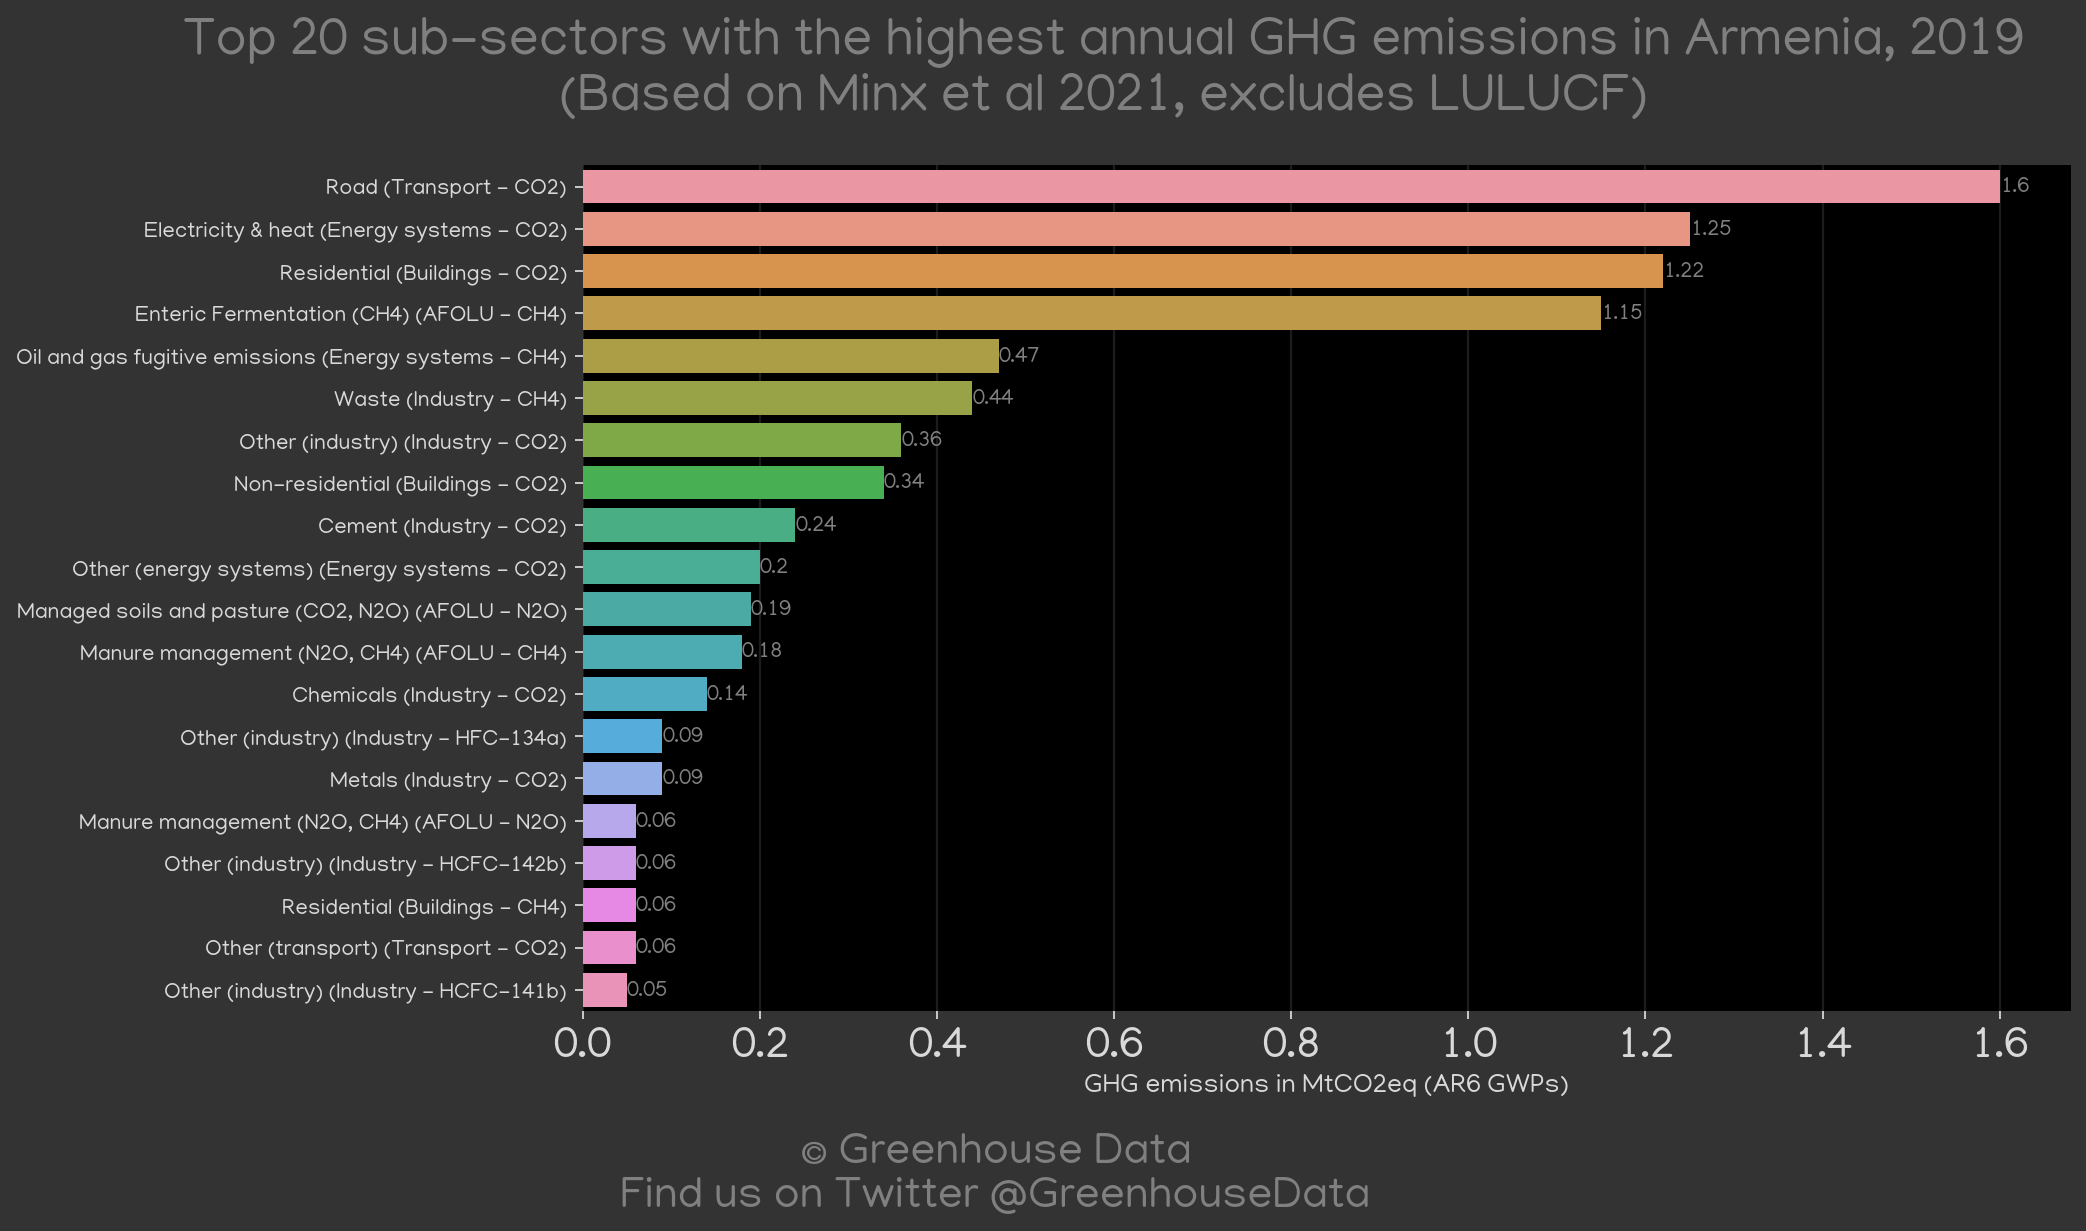 Top 20 sub-sectors with the highest annual GHG emissions in Armenia, 2019
(Based on Minx et al 2021, excludes LULUCF)
Road (Transport - CO2) 1.6
Electricity & heat (Energy systems - CO2) 1.25
Residential (Buildings - CO2) 1.22
Enteric Fermentation (CH4) (AFOLU - CH4) 1.15
Oil and gas fugitive emissions (Energy systems - CH4) 0.47
Waste (Industry - CH4) 0.44
Other (industry) (Industry - CO2) 0.36
Non-residential (Buildings - CO2) 0.34
Cement (Industry - CO2) 0.24
Other (energy systems) (Energy systems - CO2) 0.2
Managed soils and pasture (CO2, N2O) (AFOLU - N2O) 0.19
Manure management (N2O, CH4) (AFOLU - CH4) 0.18
Chemicals (Industry - CO2) 0.14
Other (industry) (Industry - HFC-134a) 0.09
Metals (Industry - CO2) 0.09
Manure management (N2O, CH4) (AFOLU - N2O) 0.06
Other (industry) (Industry - HCFC-142b) 0.06
Residential (Buildings - CH4) 0.06
Other (transport) (Transport - CO2) 0.06
Other (industry) (Industry - HCFC-141b) 0.05
0.0 0.2 0.4 0.6 0.8 1.0 1.2 1.4 1.6
GHG emissions in MtCO2eq (AR6 GWPs)
© Greenhouse Data
Find us on Twitter @GreenhouseData